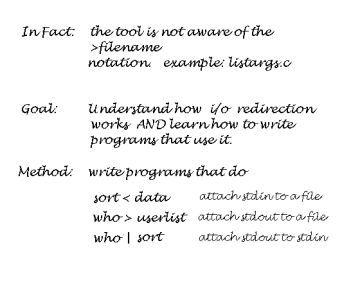 In Fact: the tool is not aware of the
>filename
notation. example: listargs.c
Goal: Understand how i/o redirection
works AND learn how to write
programs that use it.
Method: write programs that do
sort < data attach stdin to a file
who > userlist attach stdout to a file
who | sort attach stdout to stdin